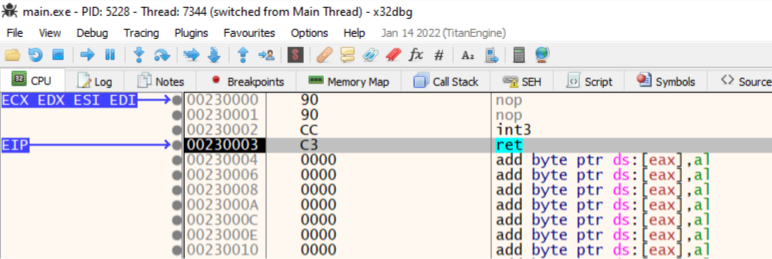 main.exe - PID: 5228 - Thread: 7344 (switched from Main Thread) - x32dbg
File View Debug Tracing Plugins Favourites Options Help Jan 14 2022 (TitanEngine)
fx # Az
CPU Log Notes Breakpoints Memory Map Call Stack SEH Script Symbols <> Source
ECX EDX ESI EDI 00230000 90 nop
00230001 90 nop
00230002 CC int3
EIP 00230003 C3 ret
00230004 0000 add byte ptr ds:[eax],al
00230006 0000 add byte ptr ds:[eax],al
00230008 0000 add byte ptr ds:[eax],al
0023000A 0000 add byte ptr ds:[eax],al
0023000C 0000 add byte ptr ds:[eax],al
0023000E 0000 add byte ptr ds:[eax],al
00230010 0000 add byte ptr ds:[eax],al